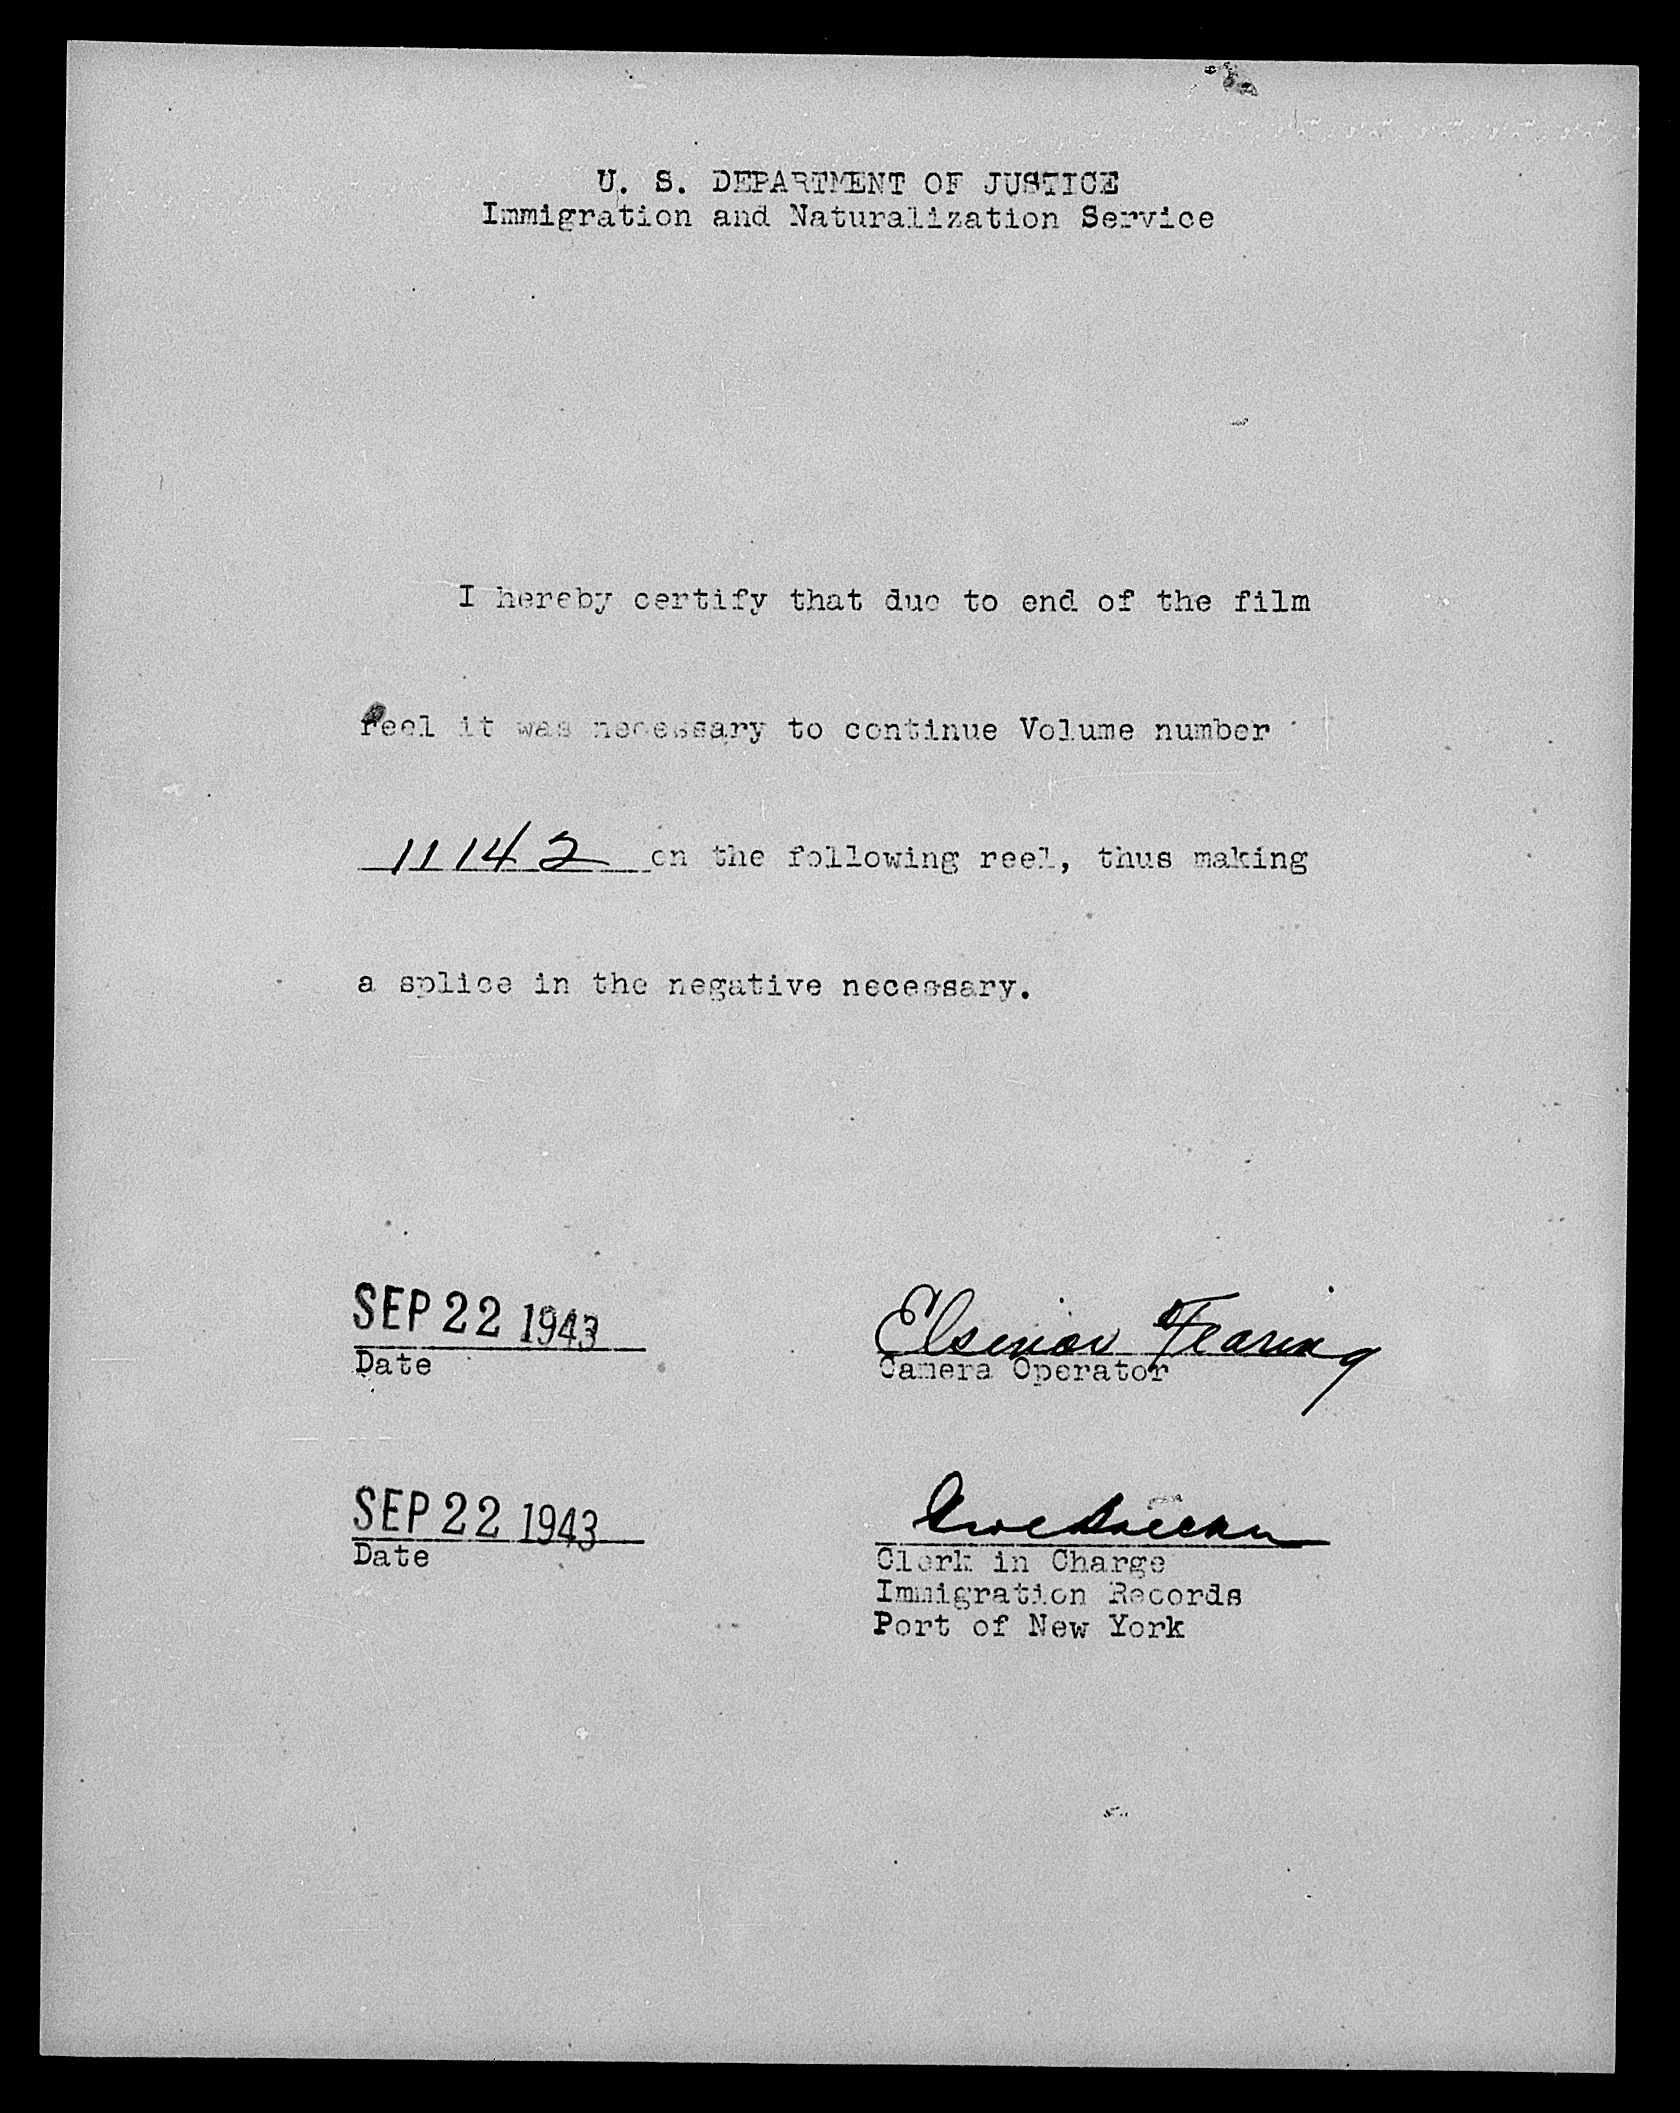 U. S. DEPARTMENT OF JUSTICE
Immigration and Naturalization Service
I hereby certify that due to end of the film
reel it was necessary to continue Volume number
11142 on the following reel, thus making
a splice in the negative necessary.
SEP 22 1943
Date
Elsinor Fearing
Camera Operator
SEP 22 1943
Date
Clerk in Charge
Immigration Records
Port of New York